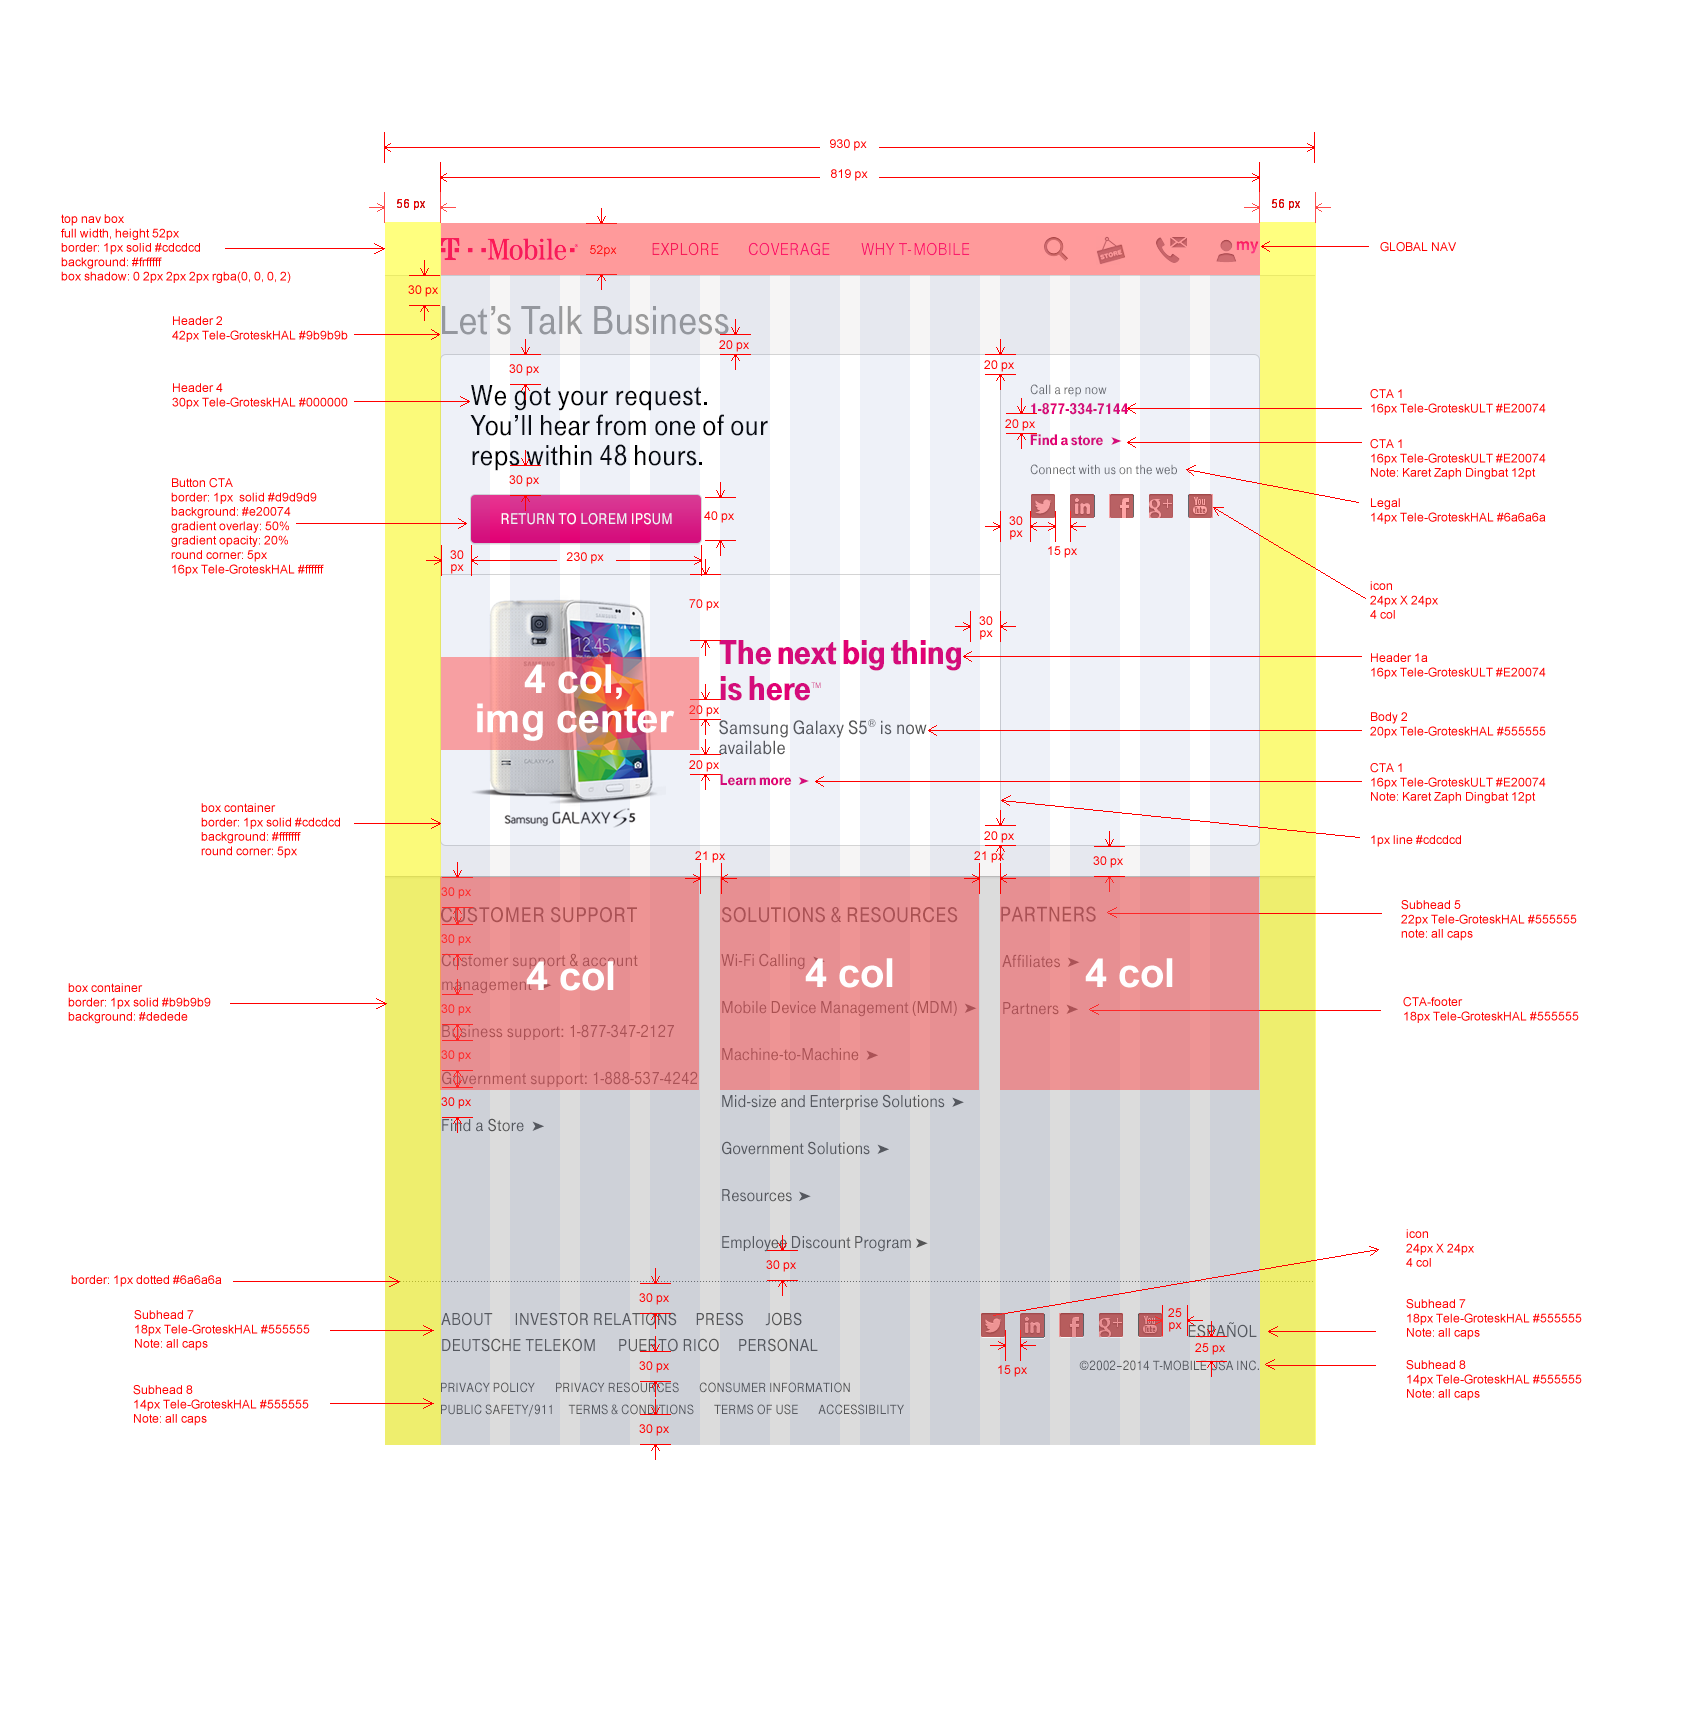 930 px
819 px
56 px
56 px
top nav box
full width, height 52px
border: 1px solid #cdcdcd
background: #frfffff
box shadow: 0 2px 2px 2px rgba(0, 0, 0, 2)
T · · Mobile ·
52px
EXPLORE
COVERAGE
WHY T-MOBILE
STORE
my
GLOBAL NAV
30 px
Header 2
42px Tele-GroteskHAL #9b9b9b
Let's Talk Business
20 px
30 px
20 px
Header 4
30px Tele-GroteskHAL #000000
We got your request.
You'll hear from one of our
reps within 48 hours.
30 px
Call a rep now
1-877-334-7144
20 px
Find a store ➤
Connect with us on the web
CTA 1
16px Tele-GroteskULT #E20074
CTA 1
16px Tele-GroteskULT #E20074
Note: Karet Zaph Dingbat 12pt
Legal
14px Tele-GroteskHAL #6a6a6a
Button CTA
border: 1px  solid #d9d9d9
background: #e20074
gradient overlay: 50%
gradient opacity: 20%
round corner: 5px
16px Tele-GroteskHAL #ffffff
RETURN TO LOREM IPSUM
40 px
in
f
g+
You
Tube
30
px
15 px
30
px
230 px
70 px
icon
24px X 24px
4 col
30
px
12:45
SAMSUNG
4 col,
img center
The next big thing
is here™
Header 1a
16px Tele-GroteskULT #E20074
20 px
Samsung Galaxy S5® is now
available
Body 2
20px Tele-GroteskHAL #555555
20 px
Learn more ➤
CTA 1
16px Tele-GroteskULT #E20074
Note: Karet Zaph Dingbat 12pt
Samsung GALAXY S5
box container
border: 1px solid #cdcdcd
background: #fffffff
round corner: 5px
20 px
1px line #cdcdcd
21 px
21 px
30 px
30 px
CUSTOMER SUPPORT
SOLUTIONS & RESOURCES
PARTNERS
Subhead 5
22px Tele-GroteskHAL #555555
note: all caps
30 px
Customer support & account
management ➤
4 col
30 px
Business support: 1-877-347-2127
30 px
Government support: 1-888-537-4242
30 px
Find a Store ➤
Wi-Fi Calling ➤
4 col
Mobile Device Management (MDM) ➤
Machine-to-Machine ➤
Mid-size and Enterprise Solutions ➤
Government Solutions ➤
Resources ➤
Employee Discount Program ➤
30 px
Affiliates ➤
4 col
Partners ➤
CTA-footer
18px Tele-GroteskHAL #555555
box container
border: 1px solid #b9b9b9
background: #dedede
icon
24px X 24px
4 col
border: 1px dotted #6a6a6a
30 px
Subhead 7
18px Tele-GroteskHAL #555555
Note: all caps
ABOUT INVESTOR RELATIONS PRESS JOBS
DEUTSCHE TELEKOM PUERTO RICO PERSONAL
30 px
in
f
g+
You
Tube
25
px
ESPAÑOL
25 px
15 px
©2002–2014 T-MOBILE USA INC.
Subhead 7
18px Tele-GroteskHAL #555555
Note: all caps
Subhead 8
14px Tele-GroteskHAL #555555
Note: all caps
Subhead 8
14px Tele-GroteskHAL #555555
Note: all caps
PRIVACY POLICY PRIVACY RESOURCES CONSUMER INFORMATION
PUBLIC SAFETY/911 TERMS & CONDITIONS TERMS OF USE ACCESSIBILITY
30 px